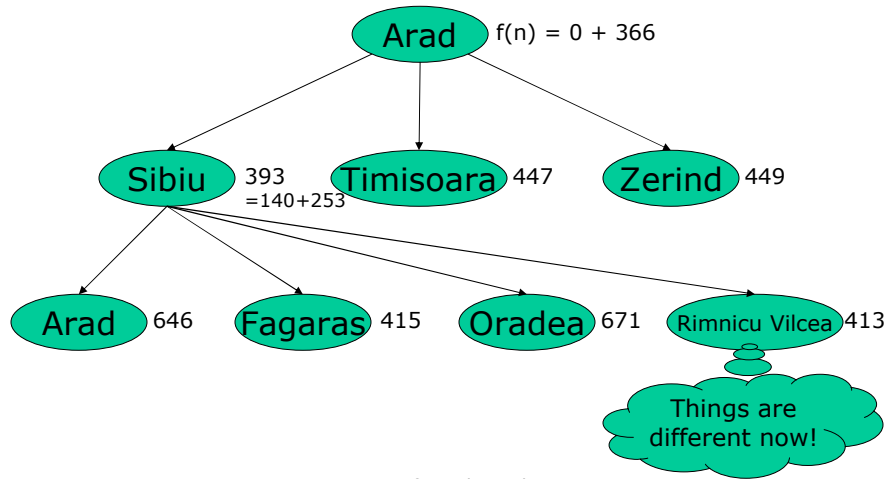 Arad f(n) = 0 + 366
Sibiu 393 Timisoara 447 Zerind 449
=140+253
Arad 646 Fagaras 415 Oradea 671 Rimnicu Vilcea 413
Things are
different now!